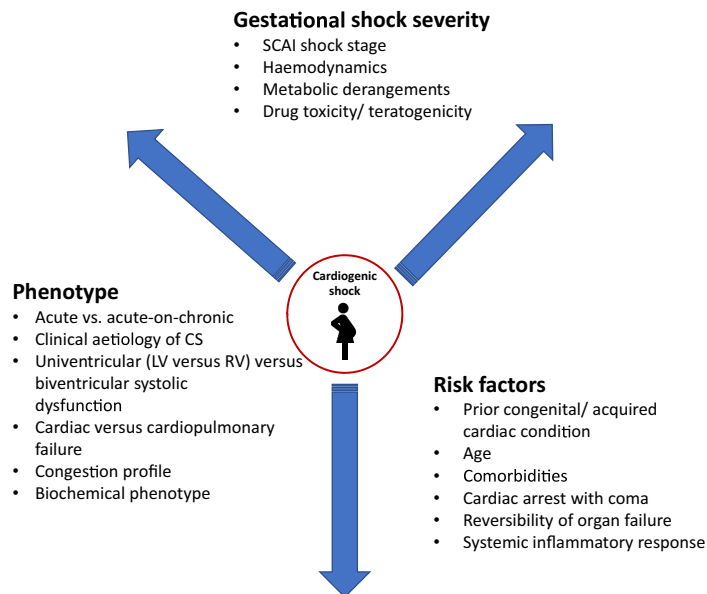 Gestational shock severity
• SCAI shock stage
• Haemodynamics
• Metabolic derangements
• Drug toxicity/ teratogenicity
Cardiogenic
shock
Phenotype
• Acute vs. acute-on-chronic
• Clinical aetiology of CS
• Univentricular (LV versus RV) versus
biventricular systolic
dysfunction
• Cardiac versus cardiopulmonary
failure
• Congestion profile
• Biochemical phenotype
Risk factors
• Prior congenital/ acquired
cardiac condition
• Age
• Comorbidities
• Cardiac arrest with coma
• Reversibility of organ failure
• Systemic inflammatory response